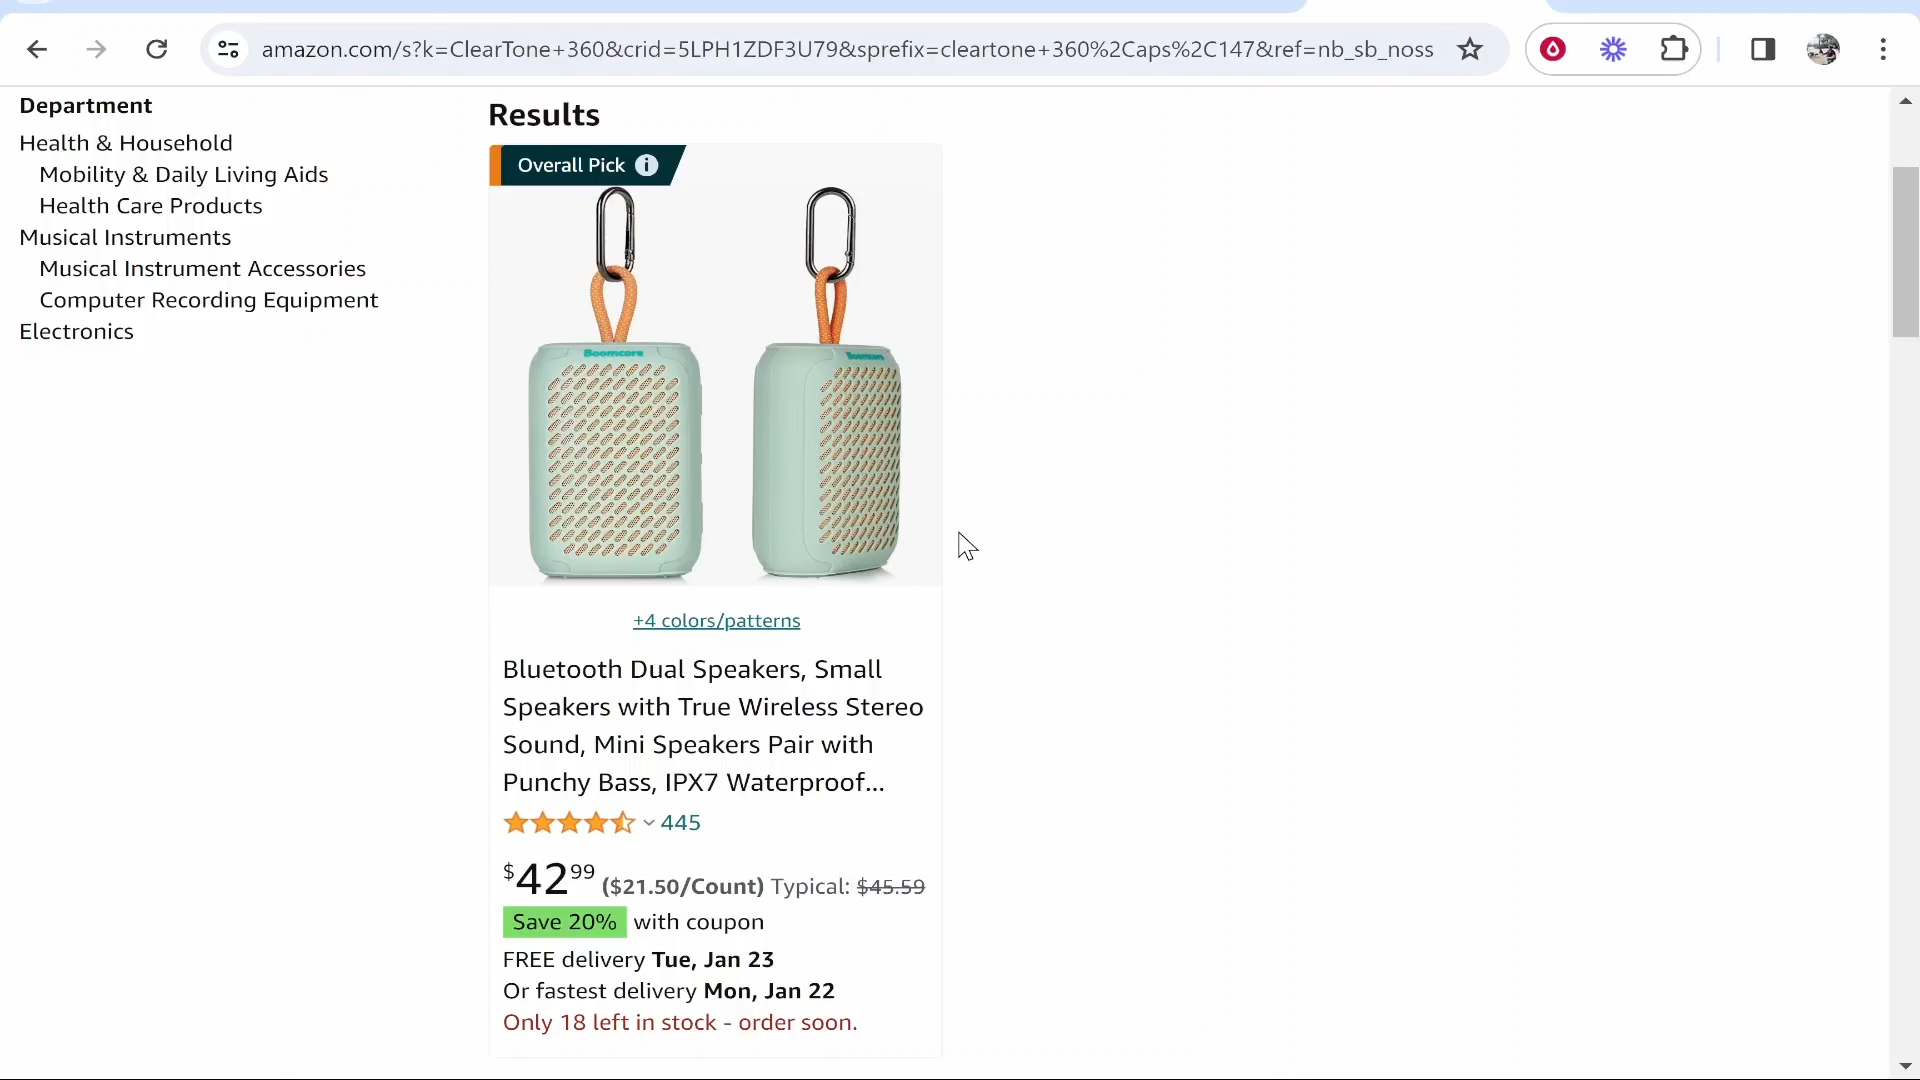 amazon.com/s?k=ClearTone+360&crid=5LPH1ZDF3U79&sprefix=cleartone+360%2Caps%2C147&ref=nb_sb_noss
Department
Health & Household
Mobility & Daily Living Aids
Health Care Products
Musical Instruments
Musical Instrument Accessories
Computer Recording Equipment
Electronics
Results
Overall Pick
Boomcore
Boomcore
+4 colors/patterns
Bluetooth Dual Speakers, Small
Speakers with True Wireless Stereo
Sound, Mini Speakers Pair with
Punchy Bass, IPX7 Waterproof...
445
$42.99 ($21.50/Count) Typical: $45.59
Save 20% with coupon
FREE delivery Tue, Jan 23
Or fastest delivery Mon, Jan 22
Only 18 left in stock - order soon.